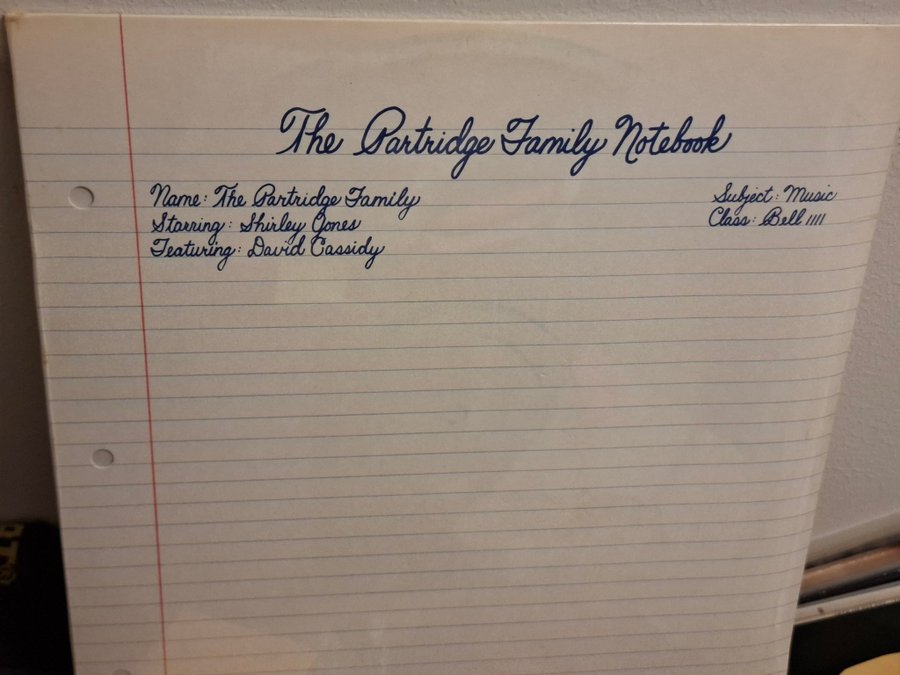 The Partridge Family Notebook
Name: The Partridge Family
Starring: Shirley Jones
Featuring: David Cassidy
Subject: Music
Class: Bell 1111